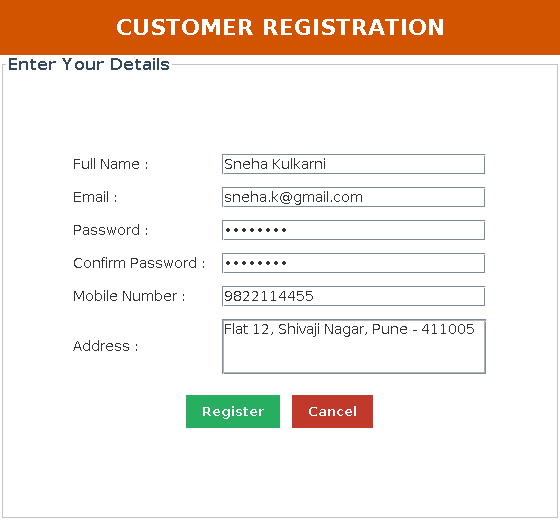 CUSTOMER REGISTRATION
Enter Your Details
Full Name : Sneha Kulkarni
Email : sneha.k@gmail.com
Password : ••••••••
Confirm Password : ••••••••
Mobile Number : 9822114455
Address : Flat 12, Shivaji Nagar, Pune - 411005
Register Cancel